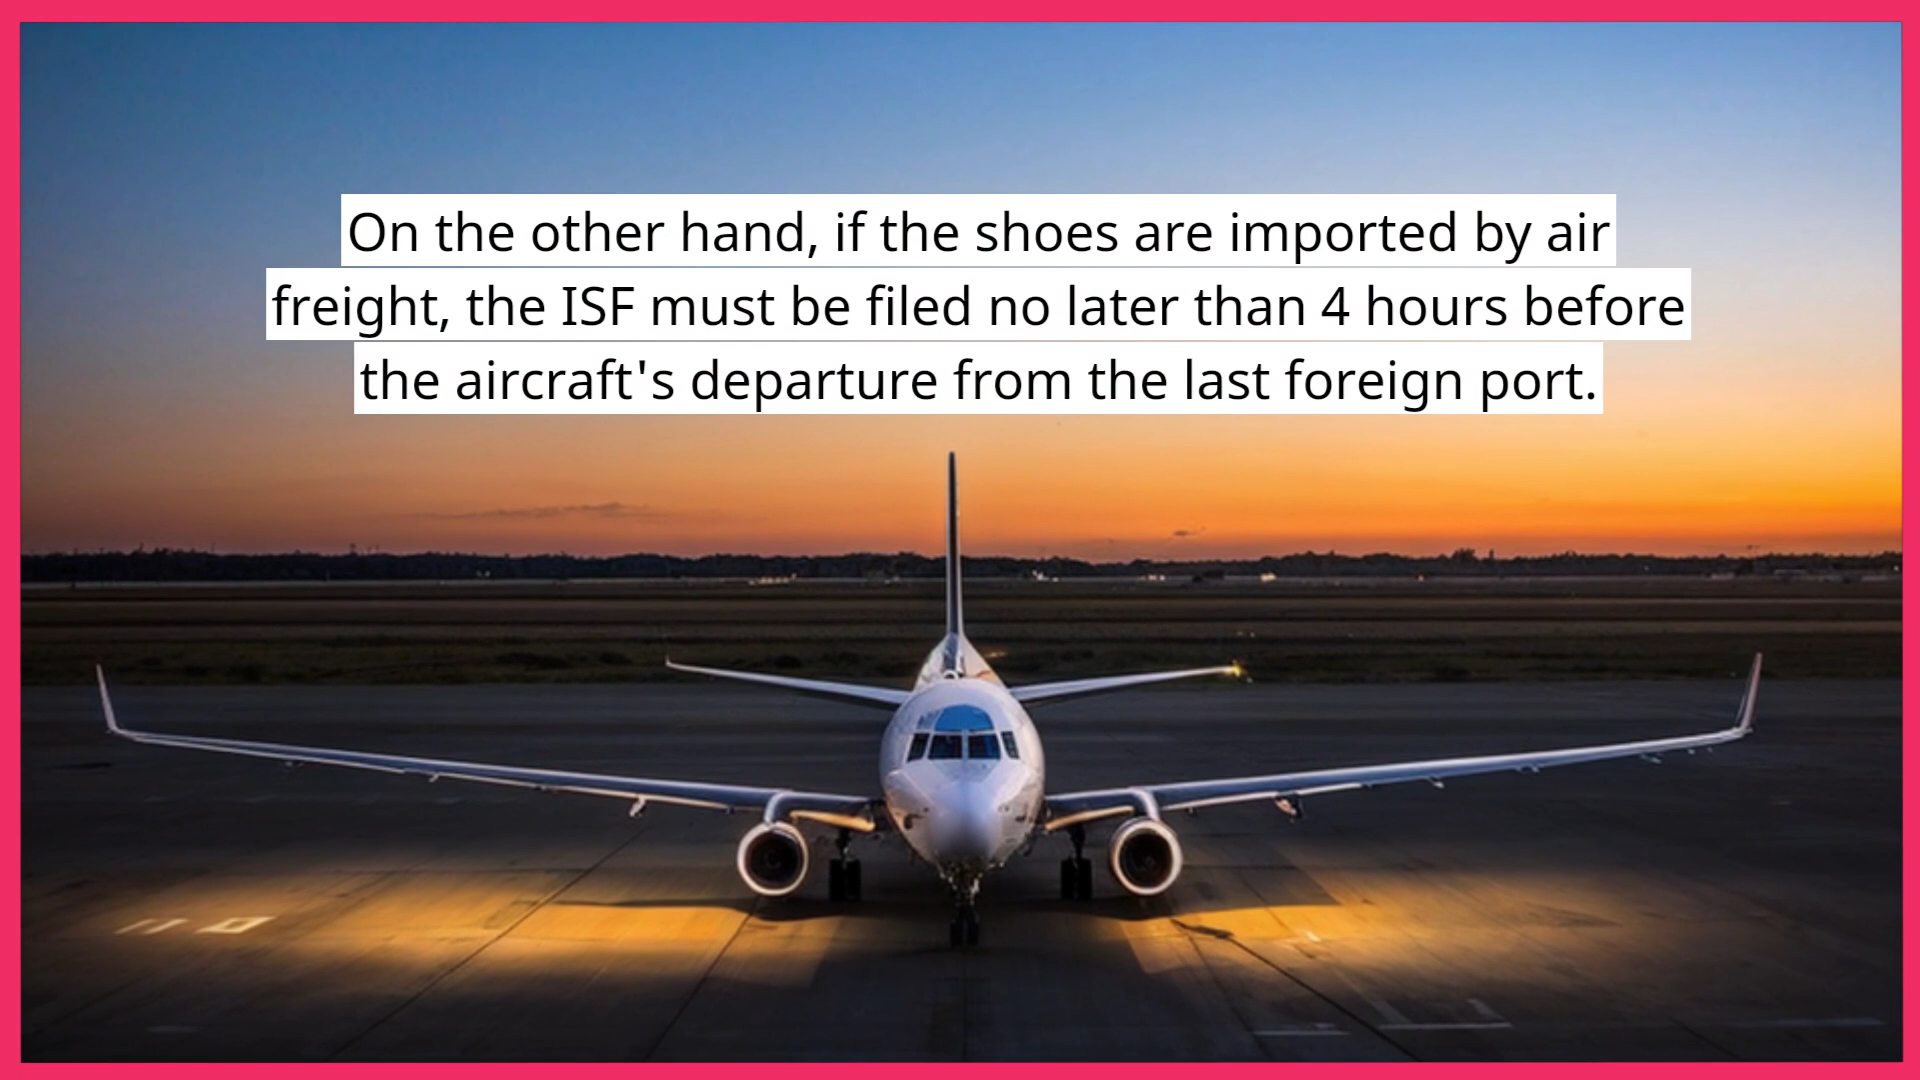 On the other hand, if the shoes are imported by air
freight, the ISF must be filed no later than 4 hours before
the aircraft's departure from the last foreign port.